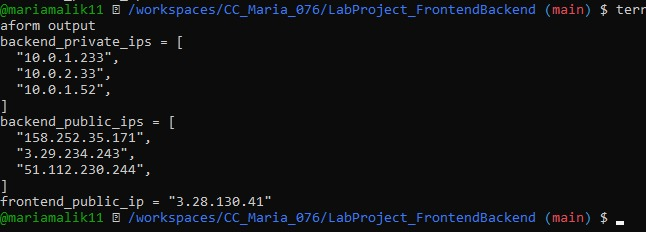 @mariamalik11 /workspaces/CC_Maria_076/LabProject_FrontendBackend (main) $ terr
aform output
backend_private_ips = [
  "10.0.1.233",
  "10.0.2.33",
  "10.0.1.52",
]
backend_public_ips = [
  "158.252.35.171",
  "3.29.234.243",
  "51.112.230.244",
]
frontend_public_ip = "3.28.130.41"
@mariamalik11 /workspaces/CC_Maria_076/LabProject_FrontendBackend (main) $